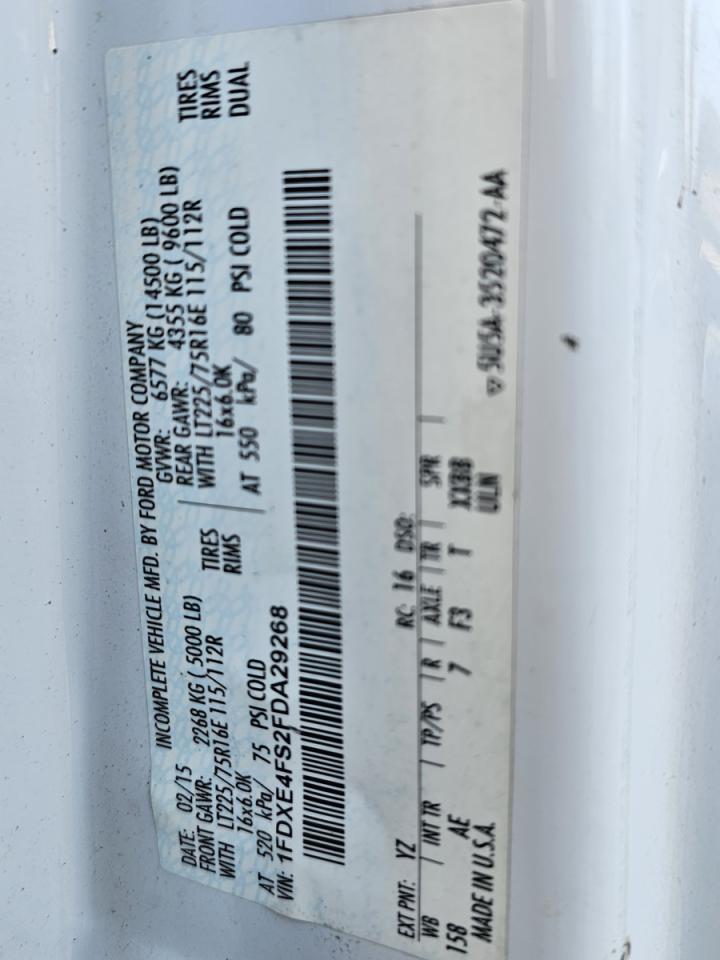 INCOMPLETE VEHICLE MFD. BY FORD MOTOR COMPANY
DATE: 02/15 GVWR: 6577 KG (14500 LB)
FRONT GAWR: 2268 KG ( 5000 LB) REAR GAWR: 4355 KG ( 9600 LB)
WITH LT225/75R16E 115/112R TIRES WITH LT225/75R16E 115/112R TIRES
16x6.0K RIMS 16x6.0K RIMS
AT 520 kPa/ 75 PSI COLD AT 550 kPa/ 80 PSI COLD DUAL
VIN: 1FDXE4FS2FDA29268
EXT PNT: YZ RC: 16 DSO:
WB | INT TR | TP/PS | R | AXLE | TR | SPR |
158 AE 7 F3 T
MADE IN U.S.A. ULN
5U5A-3520472-AA